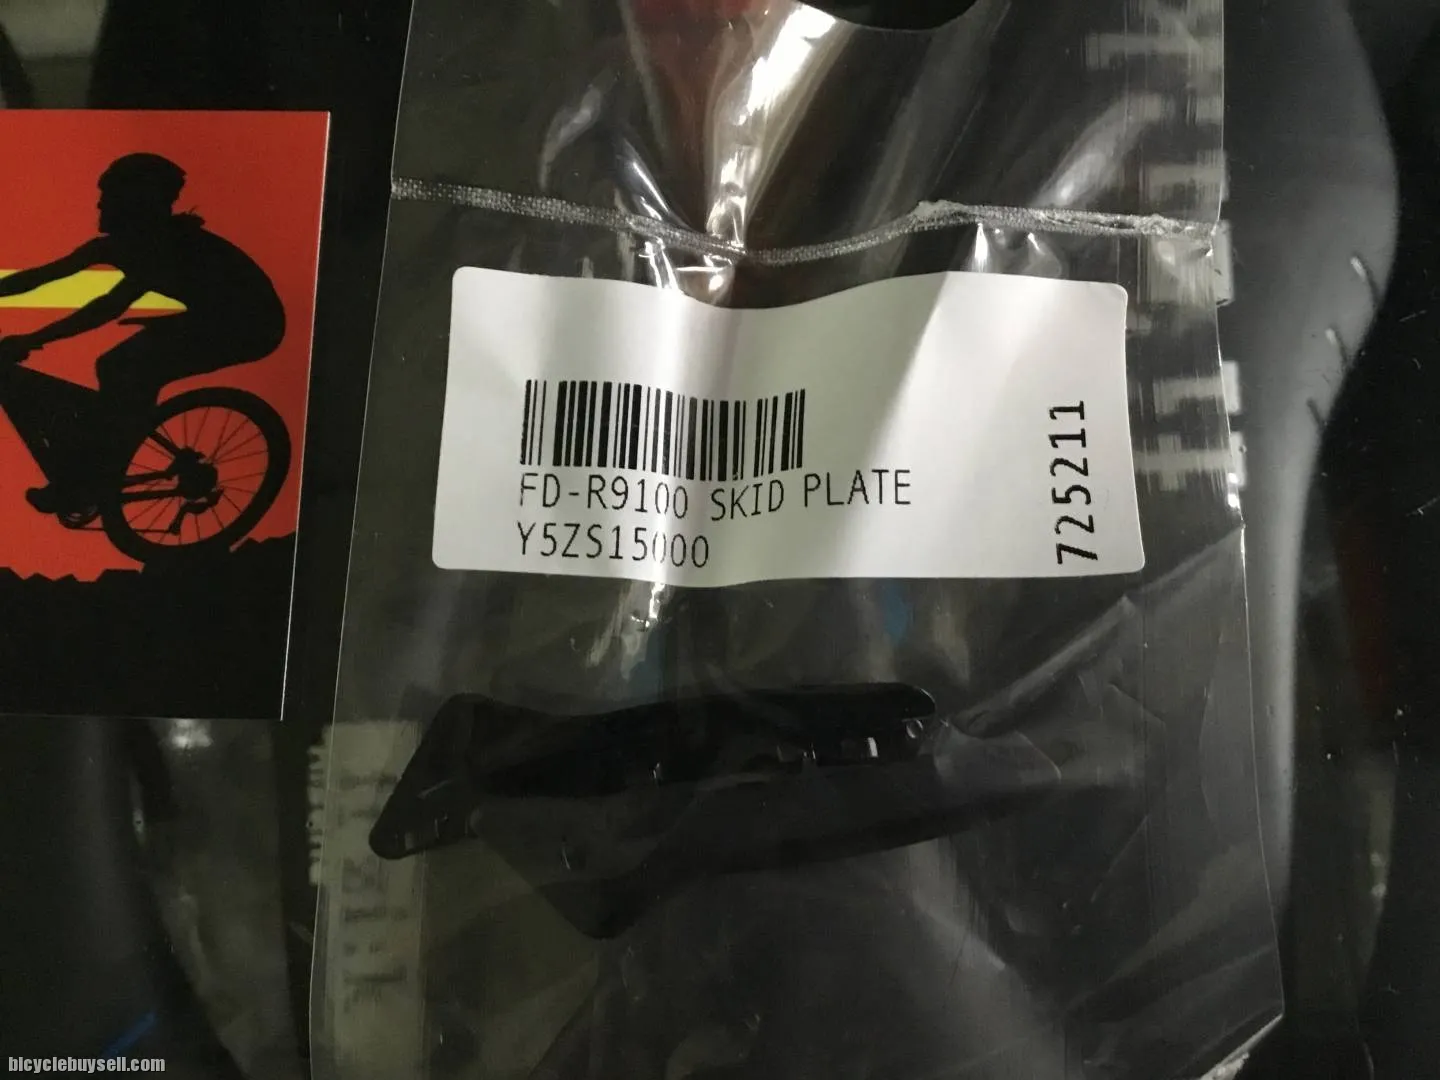 FD-R9100 SKID PLATE
Y5ZS15000
725211
bicyclebuysell.com